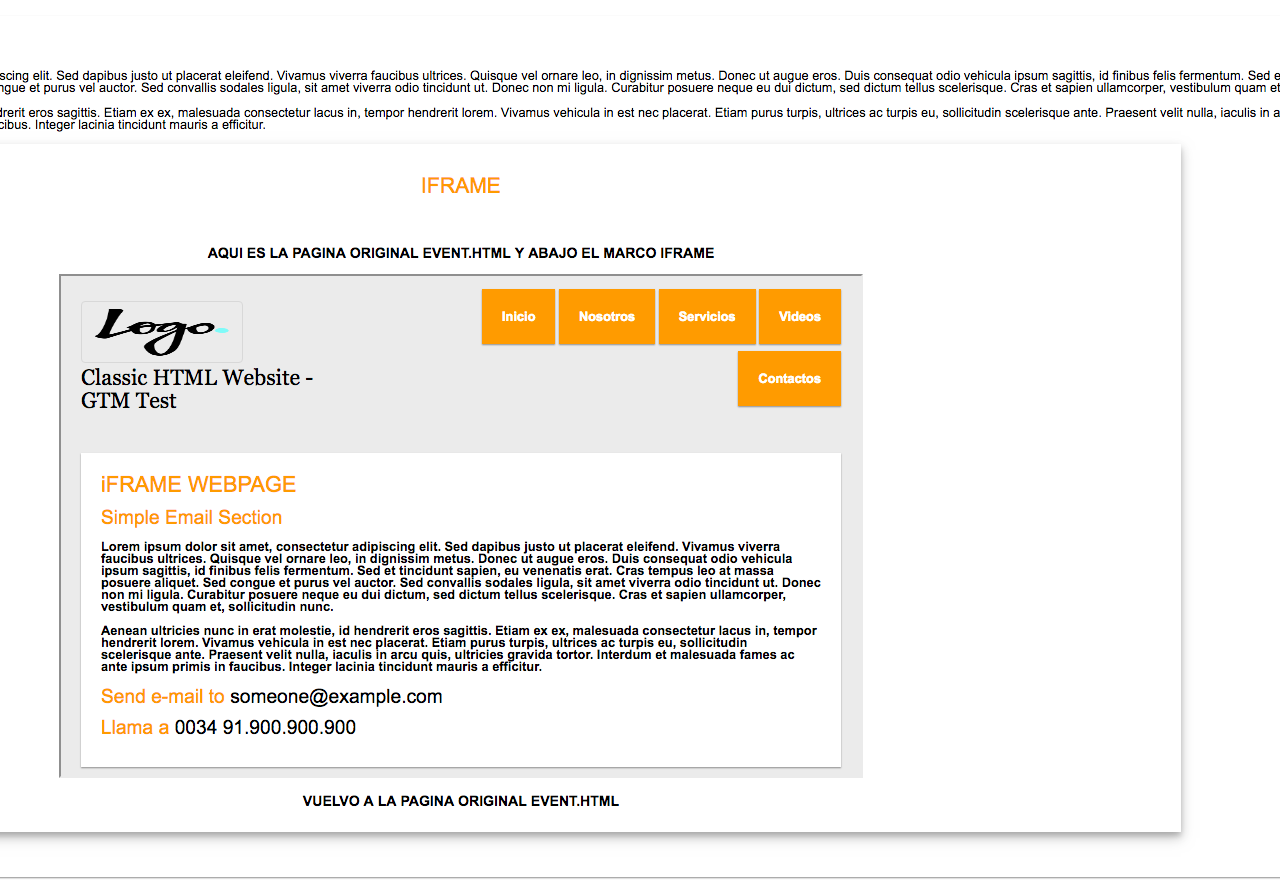 scing elit. Sed dapibus justo ut placerat eleifend. Vivamus viverra faucibus ultrices. Quisque vel ornare leo, in dignissim metus. Donec ut augue eros. Duis consequat odio vehicula ipsum sagittis, id finibus felis fermentum. Sed e
ngue et purus vel auctor. Sed convallis sodales ligula, sit amet viverra odio tincidunt ut. Donec non mi ligula. Curabitur posuere neque eu dui dictum, sed dictum tellus scelerisque. Cras et sapien ullamcorper, vestibulum quam et
drerit eros sagittis. Etiam ex ex, malesuada consectetur lacus in, tempor hendrerit lorem. Vivamus vehicula in est nec placerat. Etiam purus turpis, ultrices ac turpis eu, sollicitudin scelerisque ante. Praesent velit nulla, iaculis in a
cibus. Integer lacinia tincidunt mauris a efficitur.
IFRAME
AQUI ES LA PAGINA ORIGINAL EVENT.HTML Y ABAJO EL MARCO IFRAME
Logo
Inicio Nosotros Servicios Videos
Contactos
Classic HTML Website -
GTM Test
iFRAME WEBPAGE
Simple Email Section
Lorem ipsum dolor sit amet, consectetur adipiscing elit. Sed dapibus justo ut placerat eleifend. Vivamus viverra
faucibus ultrices. Quisque vel ornare leo, in dignissim metus. Donec ut augue eros. Duis consequat odio vehicula
ipsum sagittis, id finibus felis fermentum. Sed et tincidunt sapien, eu venenatis erat. Cras tempus leo at massa
posuere aliquet. Sed congue et purus vel auctor. Sed convallis sodales ligula, sit amet viverra odio tincidunt ut. Donec
non mi ligula. Curabitur posuere neque eu dui dictum, sed dictum tellus scelerisque. Cras et sapien ullamcorper,
vestibulum quam et, sollicitudin nunc.
Aenean ultricies nunc in erat molestie, id hendrerit eros sagittis. Etiam ex ex, malesuada consectetur lacus in, tempor
hendrerit lorem. Vivamus vehicula in est nec placerat. Etiam purus turpis, ultrices ac turpis eu, sollicitudin
scelerisque ante. Praesent velit nulla, iaculis in arcu quis, ultricies gravida tortor. Interdum et malesuada fames ac
ante ipsum primis in faucibus. Integer lacinia tincidunt mauris a efficitur.
Send e-mail to someone@example.com
Llama a 0034 91.900.900.900
VUELVO A LA PAGINA ORIGINAL EVENT.HTML